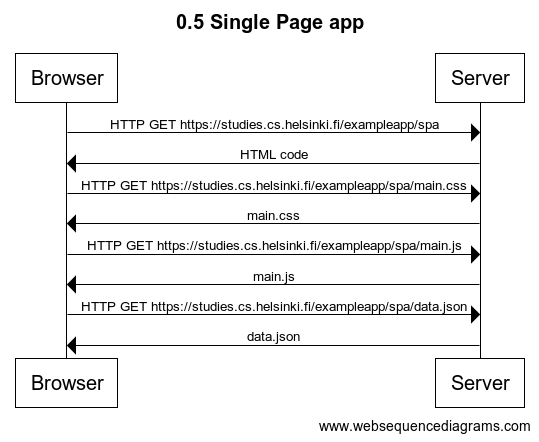 0.5 Single Page app
Browser
Server
HTTP GET https://studies.cs.helsinki.fi/exampleapp/spa
HTML code
HTTP GET https://studies.cs.helsinki.fi/exampleapp/spa/main.css
main.css
HTTP GET https://studies.cs.helsinki.fi/exampleapp/spa/main.js
main.js
HTTP GET https://studies.cs.helsinki.fi/exampleapp/spa/data.json
data.json
Browser
Server
www.websequencediagrams.com